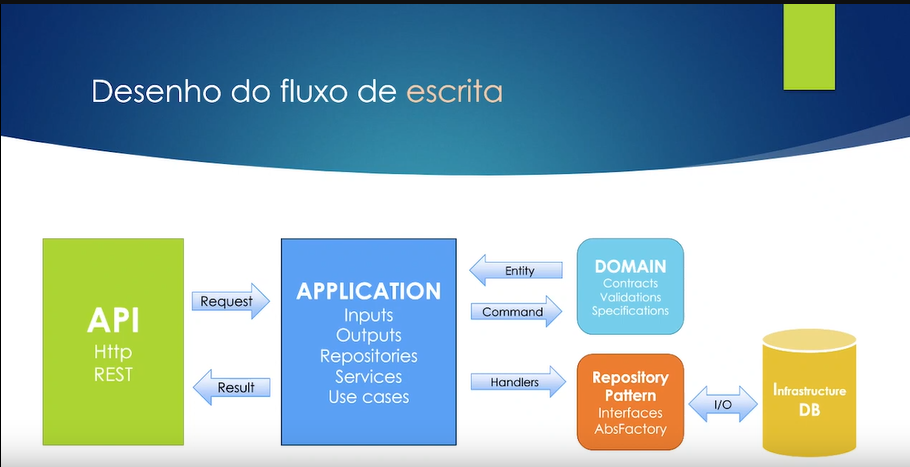 Desenho do fluxo de escrita
API
Http
REST
Request
Result
APPLICATION
Inputs
Outputs
Repositories
Services
Use cases
Entity
Command
Handlers
DOMAIN
Contracts
Validations
Specifications
Repository
Pattern
Interfaces
AbsFactory
I/O
Infrastructure
DB